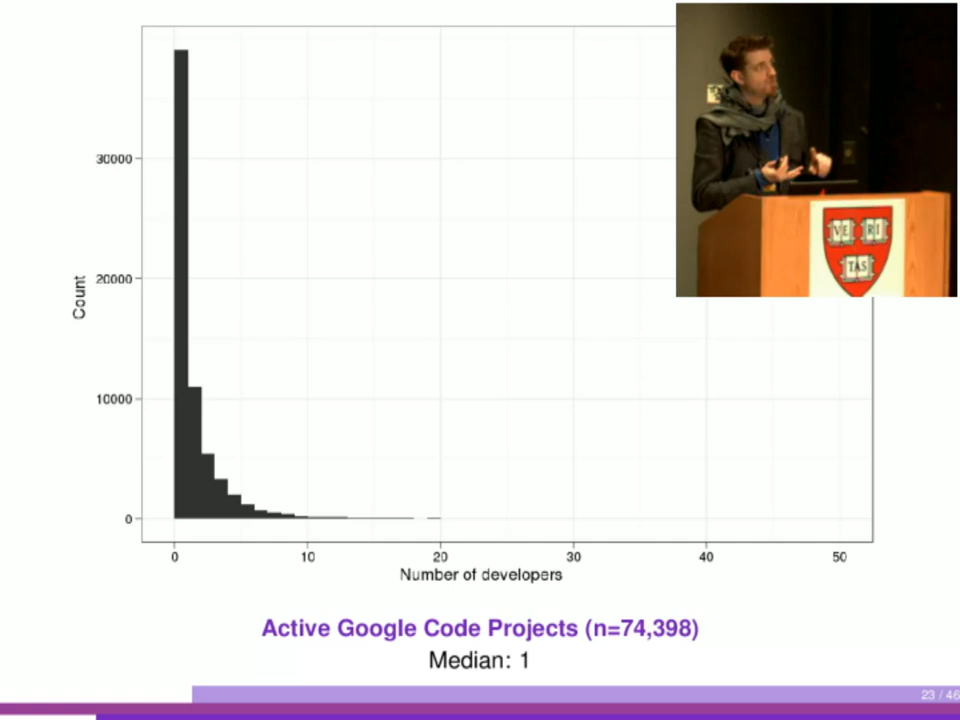 30000
20000
10000
0
Count
0 10 20 30 40 50
Number of developers
VE RI
TAS
Active Google Code Projects (n=74,398)
Median: 1
23 / 46